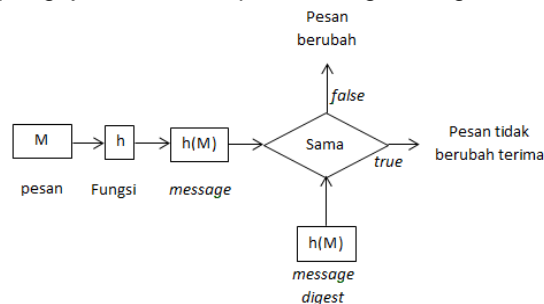 Pesan
berubah
false
M
h
h(M)
Sama
true
Pesan tidak
berubah terima
pesan
Fungsi
message
h(M)
message
digest